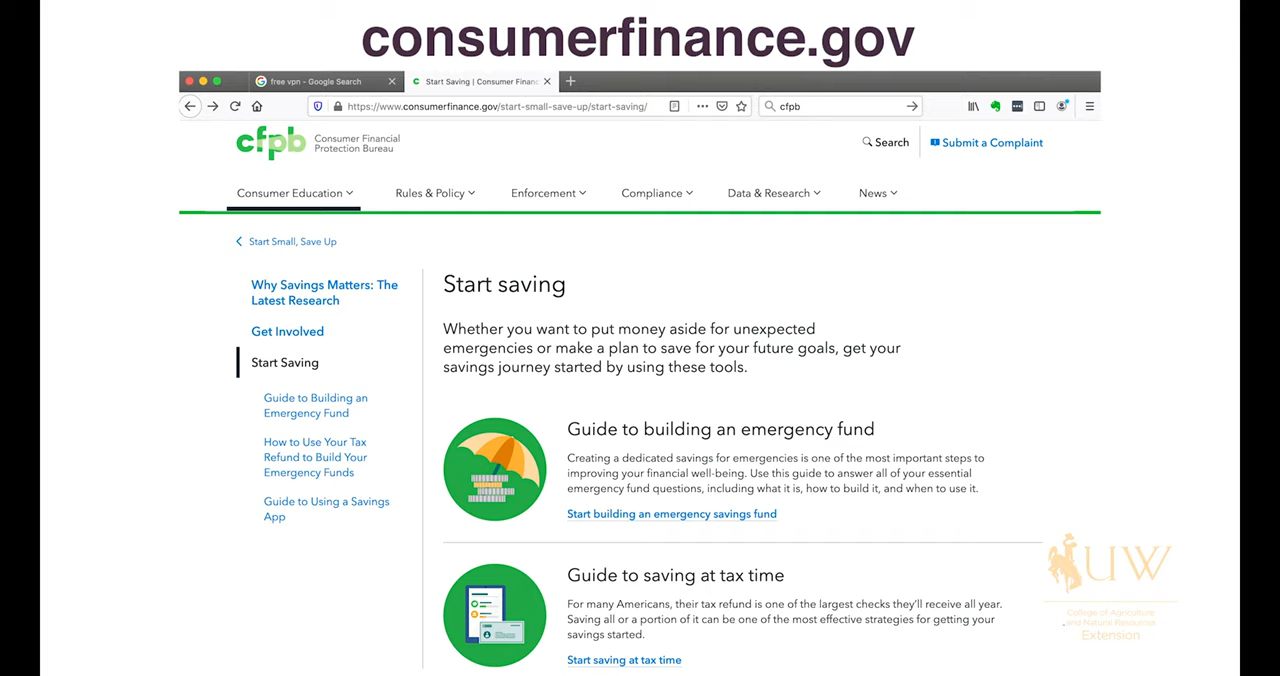 consumerfinance.gov
free vpn - Google Search
Start Saving | Consumer Financ
https://www.consumerfinance.gov/start-small-save-up/start-saving/
cfpb
cfpb
Consumer Financial
Protection Bureau
Search
Submit a Complaint
Consumer Education
Rules & Policy
Enforcement
Compliance
Data & Research
News
Start Small, Save Up
Why Savings Matters: The
Latest Research
Get Involved
Start Saving
Guide to Building an
Emergency Fund
How to Use Your Tax
Refund to Build Your
Emergency Funds
Guide to Using a Savings
App
Start saving
Whether you want to put money aside for unexpected
emergencies or make a plan to save for your future goals, get your
savings journey started by using these tools.
Guide to building an emergency fund
Creating a dedicated savings for emergencies is one of the most important steps to
improving your financial well-being. Use this guide to answer all of your essential
emergency fund questions, including what it is, how to build it, and when to use it.
Start building an emergency savings fund
Guide to saving at tax time
For many Americans, their tax refund is one of the largest checks they'll receive all year.
Saving all or a portion of it can be one of the most effective strategies for getting your
savings started.
Start saving at tax time
UW
College of Agriculture
and Natural Resources
Extension